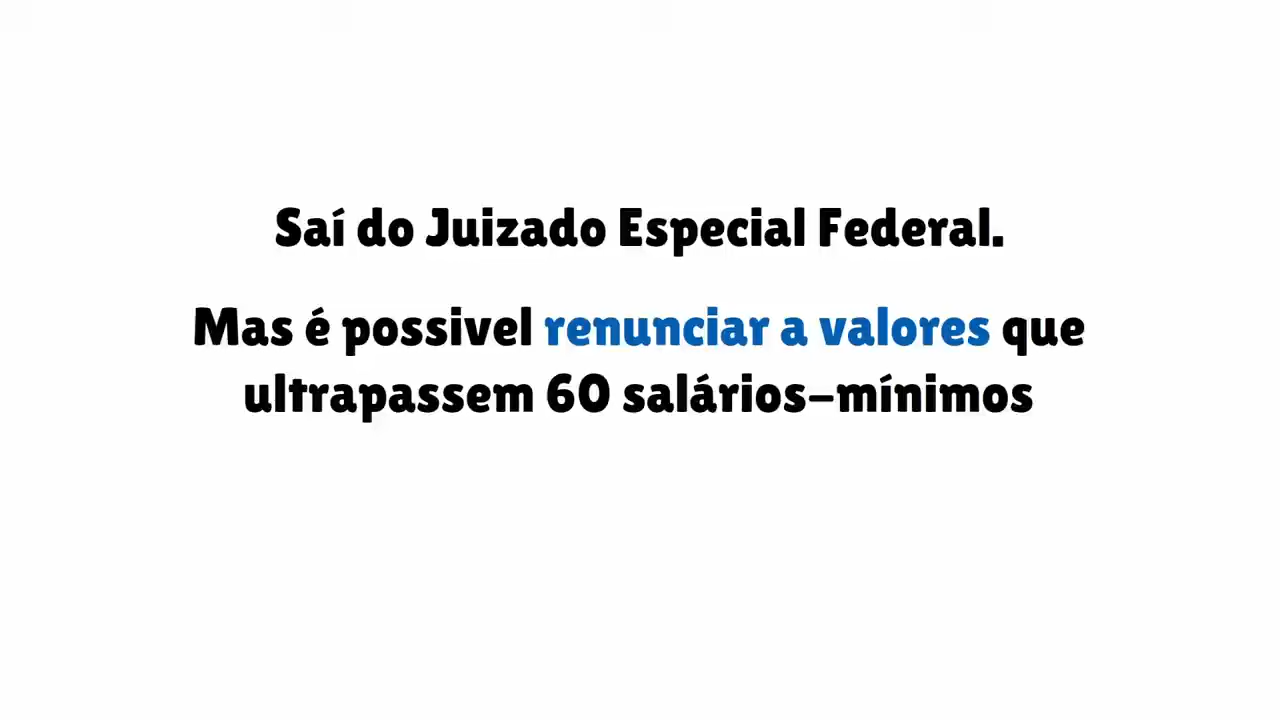 Saí do Juizado Especial Federal.
Mas é possivel renunciar a valores que
ultrapassem 60 salários-mínimos